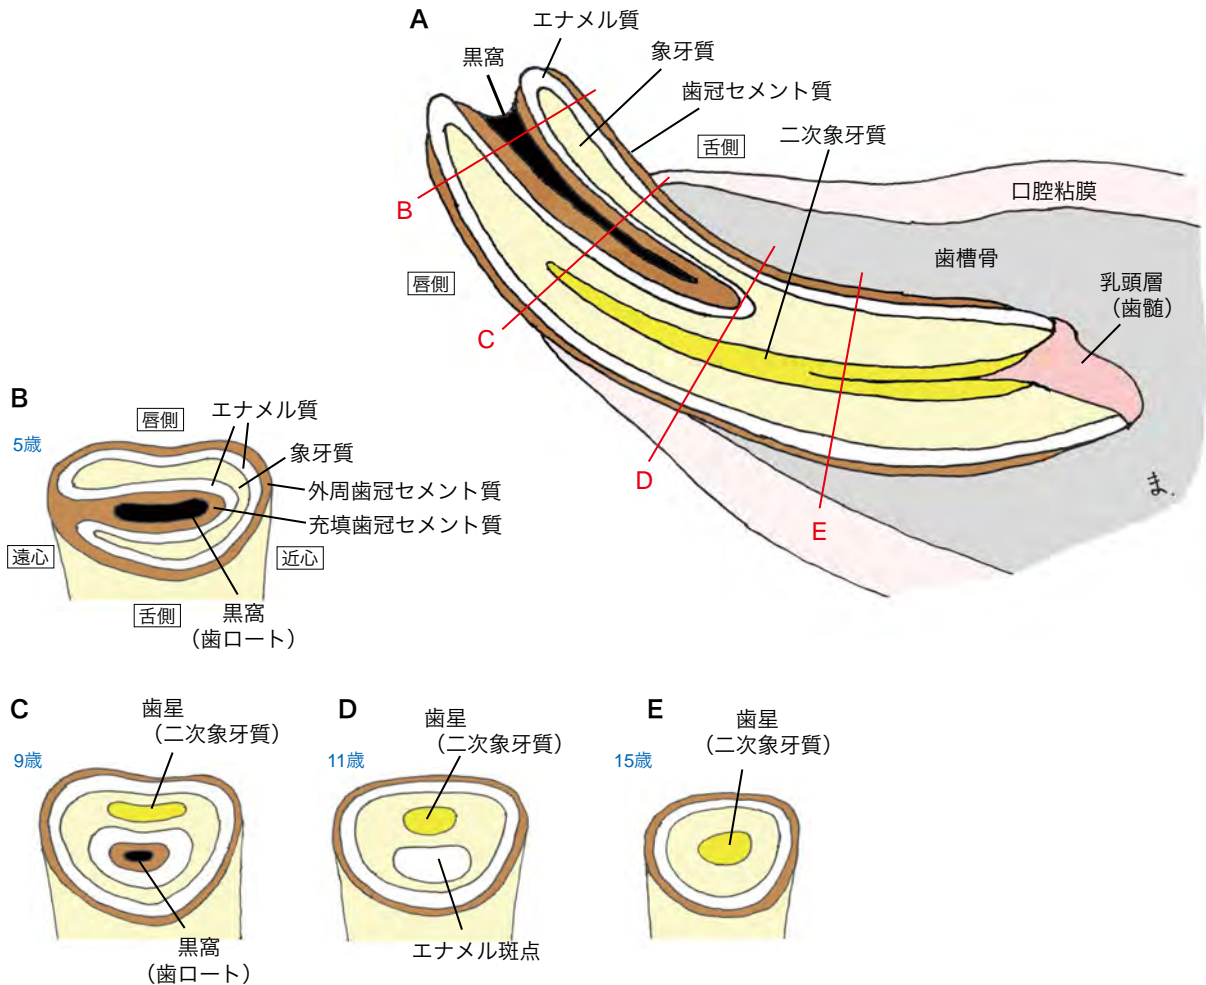 A
エナメル質
黒窩
象牙質
歯冠セメント質
舌側
二次象牙質
口腔粘膜
B
歯槽骨
唇側
乳頭層
（歯髄）
C
D
E
ま.
B
5歳
唇側
エナメル質
象牙質
外周歯冠セメント質
充填歯冠セメント質
遠心
近心
舌側
黒窩
（歯ロート）
C
9歳
歯星
（二次象牙質）
黒窩
（歯ロート）
D
11歳
歯星
（二次象牙質）
エナメル斑点
E
15歳
歯星
（二次象牙質）